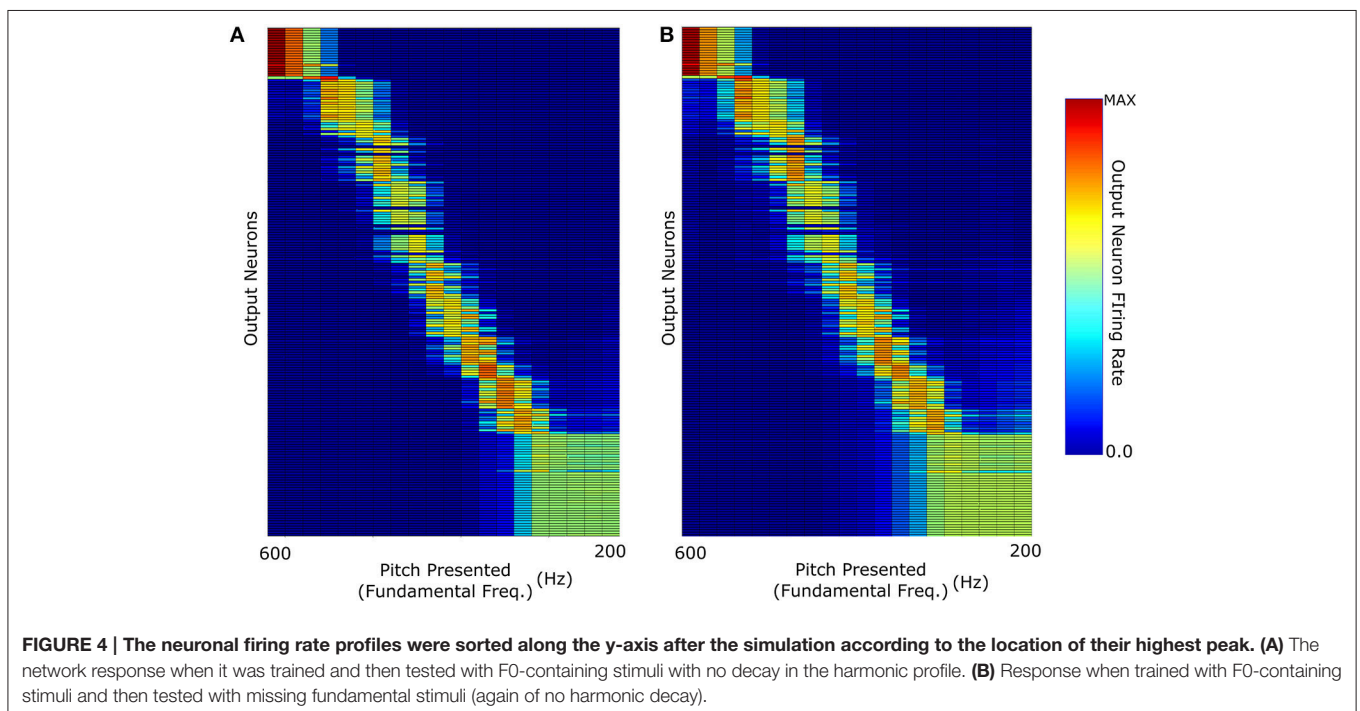 A
B
Output Neurons
600
200
Pitch Presented
(Fundamental Freq.) (Hz)
Output Neurons
600
200
Pitch Presented
(Fundamental Freq.) (Hz)
MAX
Output Neuron FIring Rate
0.0
FIGURE 4 | The neuronal firing rate profiles were sorted along the y-axis after the simulation according to the location of their highest peak. (A) The
network response when it was trained and then tested with F0-containing stimuli with no decay in the harmonic profile. (B) Response when trained with F0-containing
stimuli and then tested with missing fundamental stimuli (again of no harmonic decay).